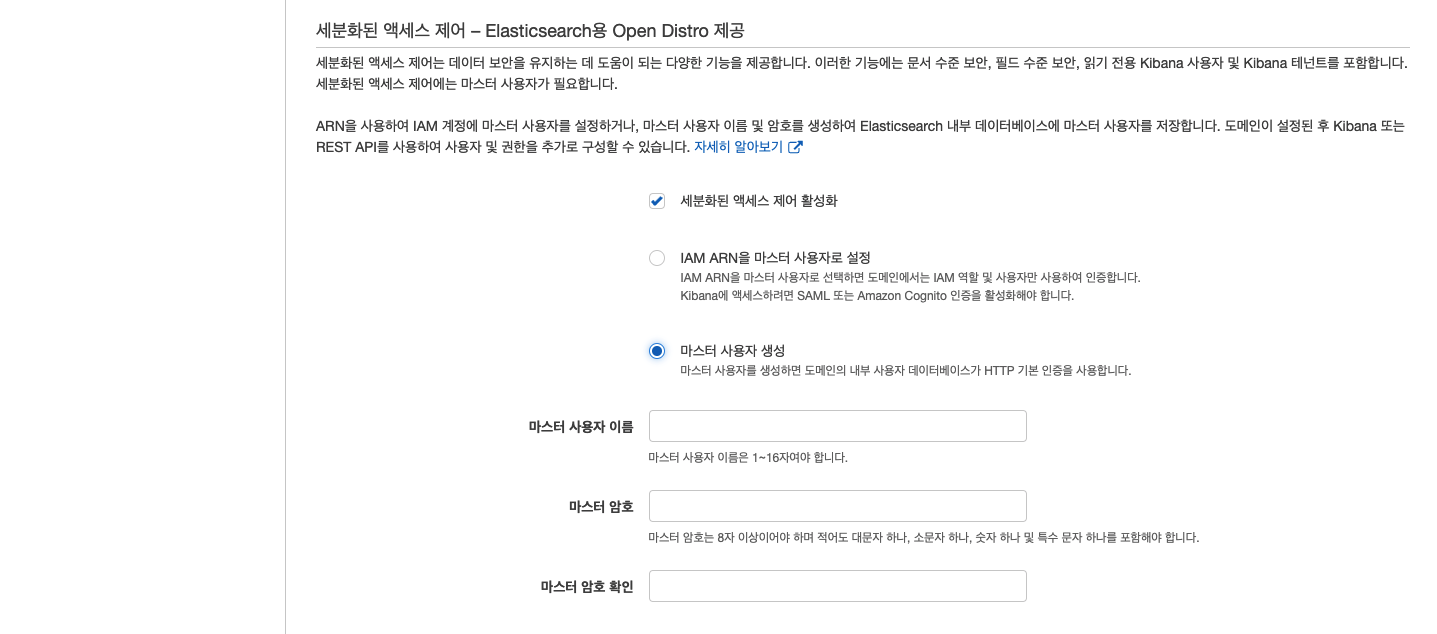 세분화된 액세스 제어 – Elasticsearch용 Open Distro 제공
세분화된 액세스 제어는 데이터 보안을 유지하는 데 도움이 되는 다양한 기능을 제공합니다. 이러한 기능에는 문서 수준 보안, 필드 수준 보안, 읽기 전용 Kibana 사용자 및 Kibana 테넌트를 포함합니다.
세분화된 액세스 제어에는 마스터 사용자가 필요합니다.
ARN을 사용하여 IAM 계정에 마스터 사용자를 설정하거나, 마스터 사용자 이름 및 암호를 생성하여 Elasticsearch 내부 데이터베이스에 마스터 사용자를 저장합니다. 도메인이 설정된 후 Kibana 또는
REST API를 사용하여 사용자 및 권한을 추가로 구성할 수 있습니다. 자세히 알아보기
세분화된 액세스 제어 활성화
IAM ARN을 마스터 사용자로 설정
IAM ARN을 마스터 사용자로 선택하면 도메인에서는 IAM 역할 및 사용자만 사용하여 인증합니다.
Kibana에 액세스하려면 SAML 또는 Amazon Cognito 인증을 활성화해야 합니다.
마스터 사용자 생성
마스터 사용자를 생성하면 도메인의 내부 사용자 데이터베이스가 HTTP 기본 인증을 사용합니다.
마스터 사용자 이름
마스터 사용자 이름은 1~16자여야 합니다.
마스터 암호
마스터 암호는 8자 이상이어야 하며 적어도 대문자 하나, 소문자 하나, 숫자 하나 및 특수 문자 하나를 포함해야 합니다.
마스터 암호 확인